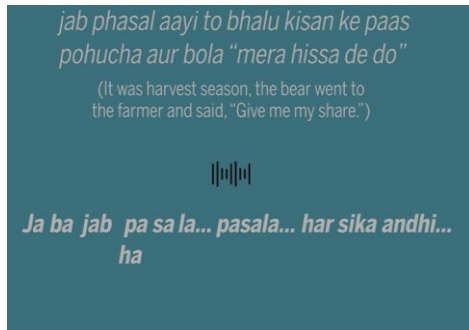 jab phasal aayi to bhalu kisan ke paas
pohucha aur bola “mera hissa de do”
(It was harvest season, the bear went to
the farmer and said, “Give me my share.”)
Ja ba jab pa sa la... pasala... har sika andhi...
ha